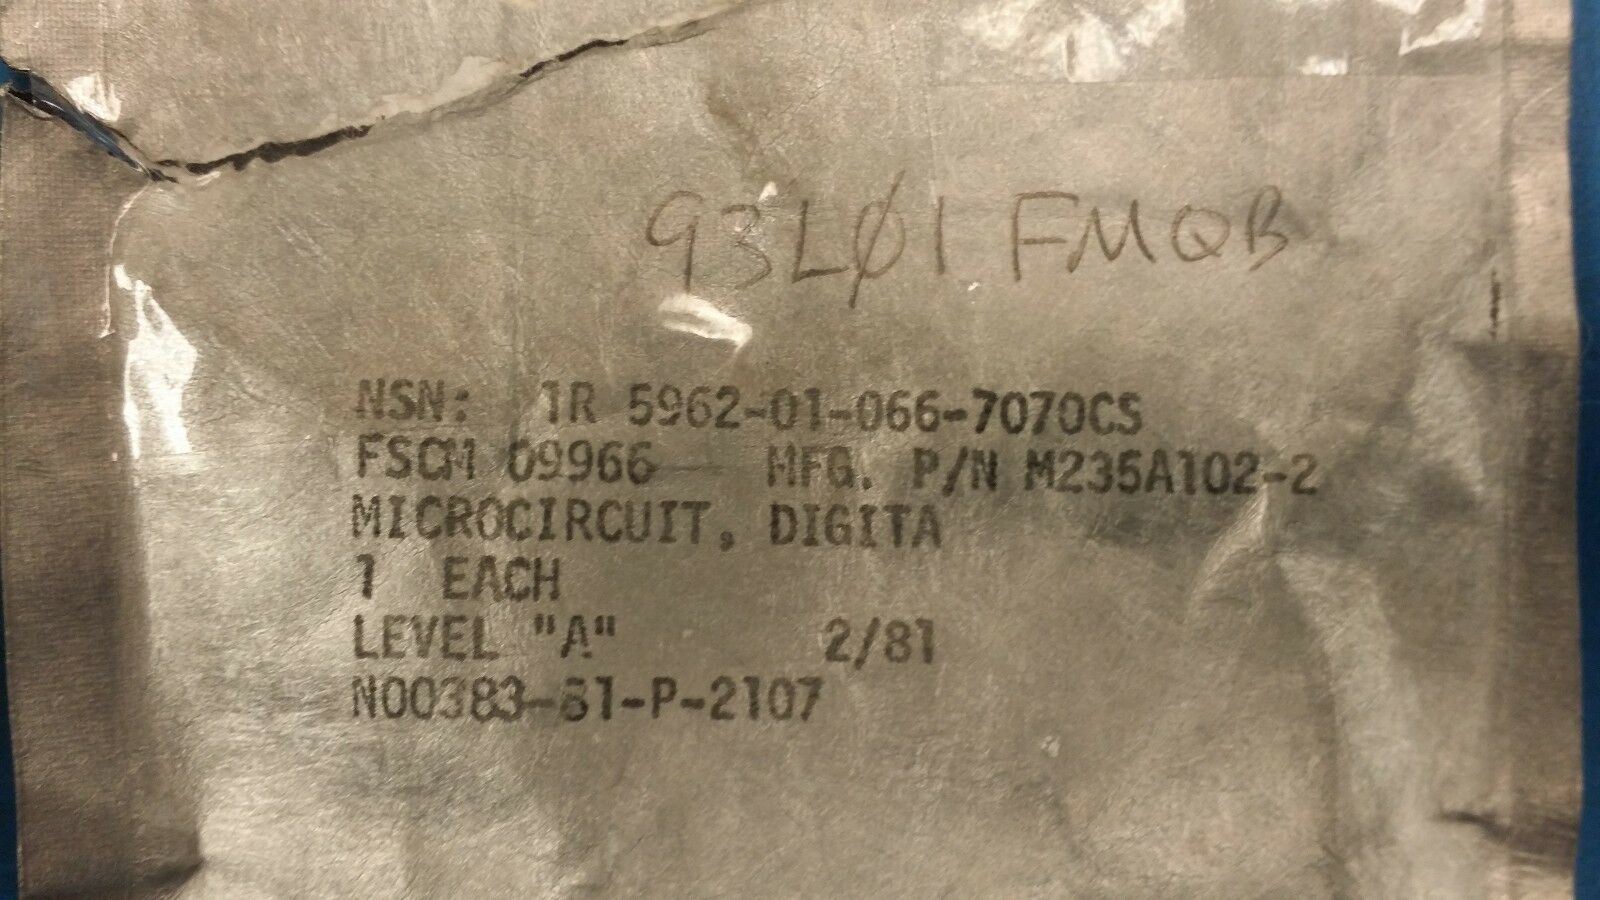 93LØ1 FMQB
NSN: 1R 5962-01-066-7070CS
FSCM 09966 MFG. P/N M235A102-2
MICROCIRCUIT, DIGITA
1 EACH
LEVEL "A" 2/81
N00383-81-P-2107